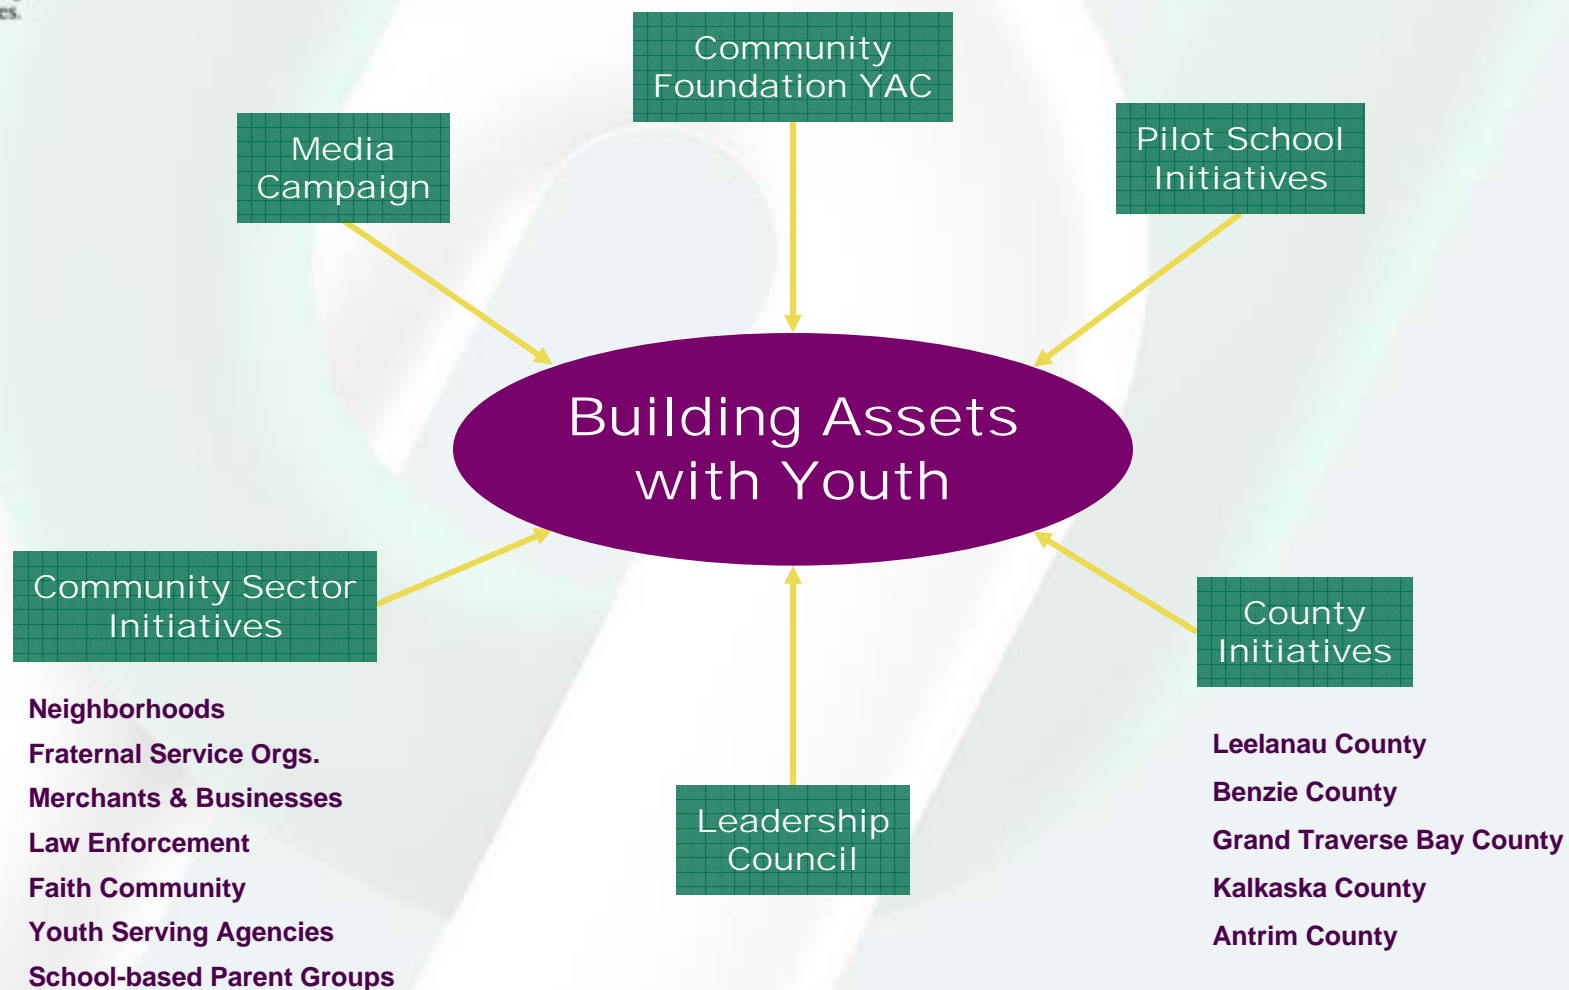 es.
Community
Foundation YAC
Media
Campaign
Pilot School
Initiatives
Building Assets
with Youth
Community Sector
Initiatives
Neighborhoods
Fraternal Service Orgs.
Merchants & Businesses
Law Enforcement
Faith Community
Youth Serving Agencies
School-based Parent Groups
Leadership
Council
County
Initiatives
Leelanau County
Benzie County
Grand Traverse Bay County
Kalkaska County
Antrim County